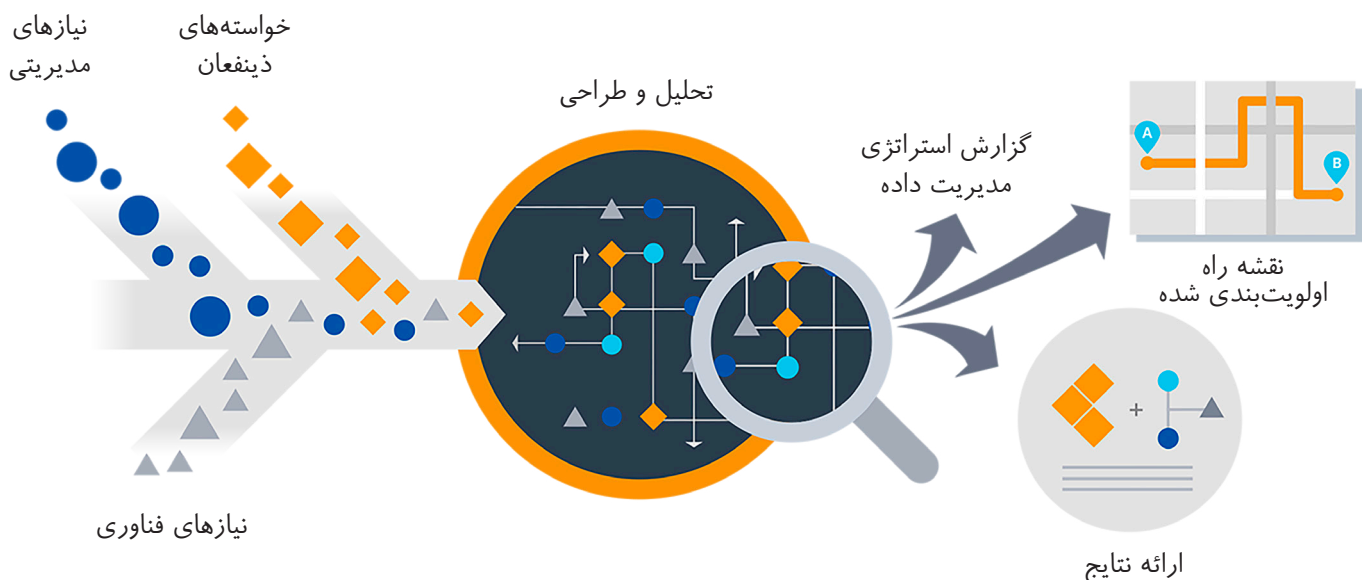 نیازهای
مدیریتی
خواسته‌های
ذینفعان
تحلیل و طراحی
گزارش استراتژی
مدیریت داده
A
B
نقشه راه
اولویت‌بندی شده
+
نیازهای فناوری
ارائه نتایج